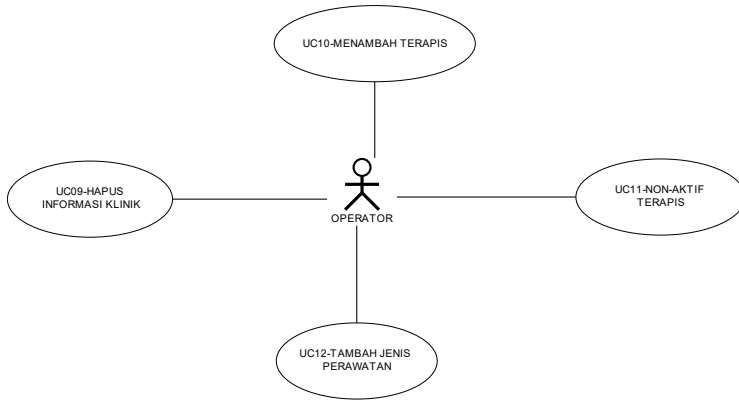 UC10-MENAMBAH TERAPIS
UC09-HAPUS
INFORMASI KLINIK
UC11-NON-AKTIF
TERAPIS
OPERATOR
UC12-TAMBAH JENIS
PERAWATAN